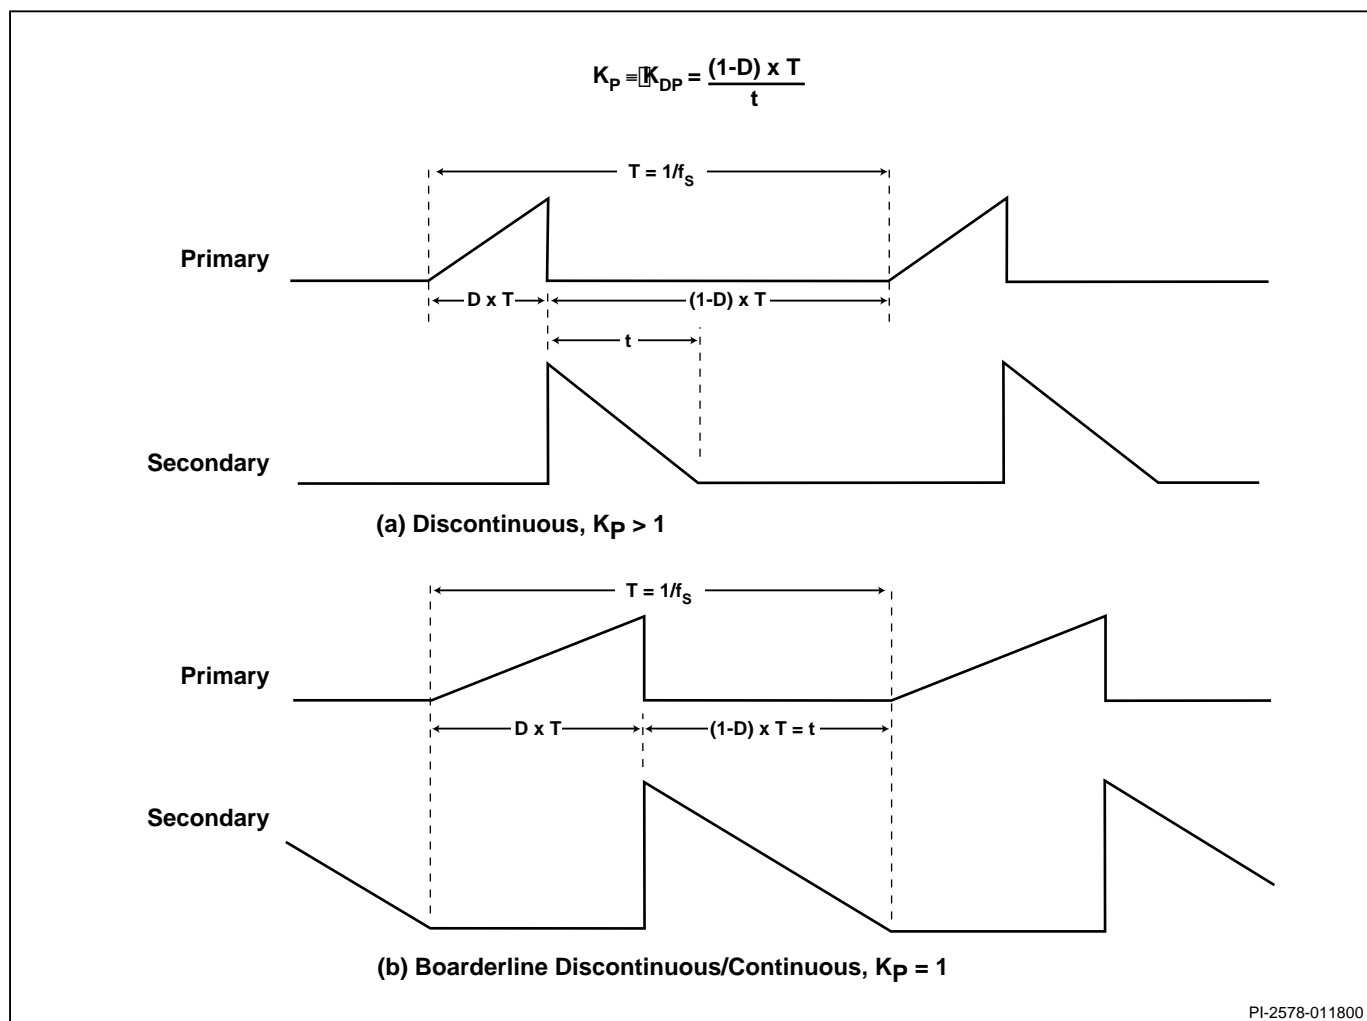 K_P ≡ K_DP = (1-D) x T / t
T = 1/f_S
Primary
D x T
(1-D) x T
t
Secondary
(a) Discontinuous, K_P > 1
T = 1/f_S
Primary
D x T
(1-D) x T = t
Secondary
(b) Boarderline Discontinuous/Continuous, K_P = 1
PI-2578-011800